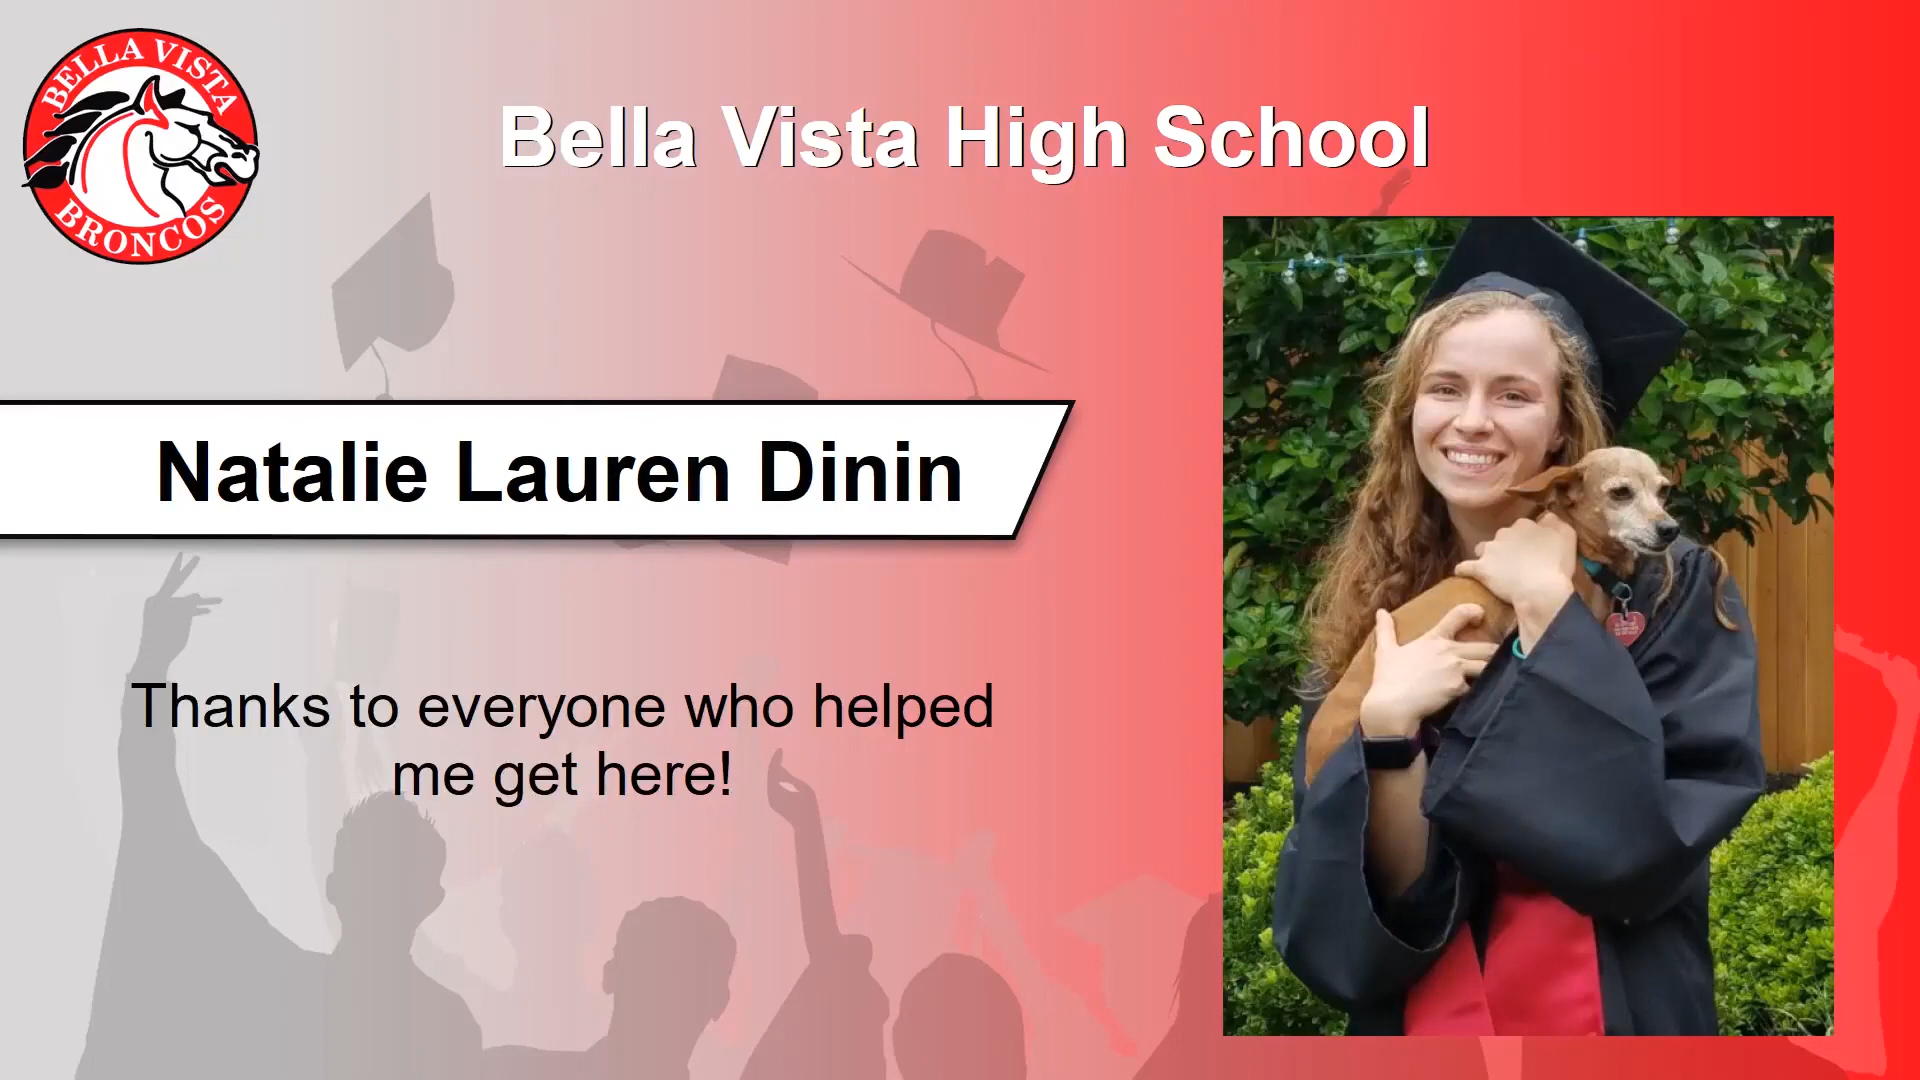 BELLA VISTA
BRONCOS
Bella Vista High School
Natalie Lauren Dinin
Thanks to everyone who helped
me get here!